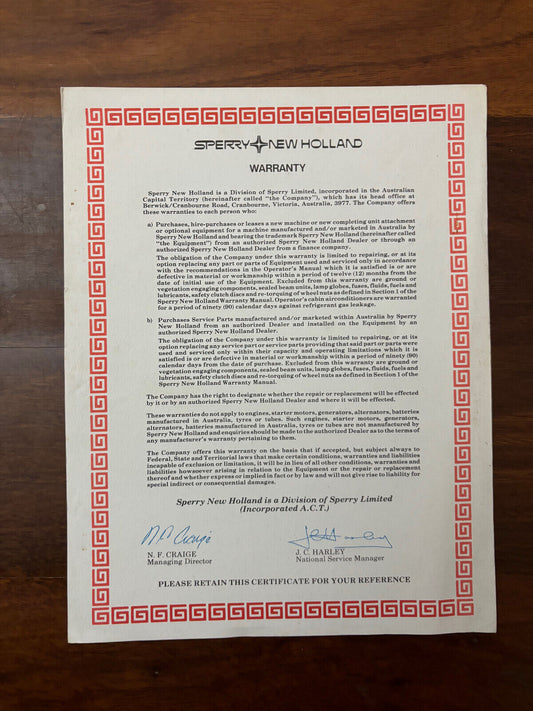 SPERRY NEW HOLLAND
WARRANTY
Sperry New Holland is a Division of Sperry Limited, incorporated in the Australian
Capital Territory (hereinafter called "the Company"), which has its head office at
Berwick/Cranbourne Road, Cranbourne, Victoria, Australia, 3977. The Company offers
these warranties to each person who:
a) Purchases, hire-purchases or leases a new machine or new completing unit attachment
or optional equipment for a machine manufactured and/or marketed in Australia by
Sperry New Holland and bearing the trademark Sperry New Holland (hereinafter called
"the Equipment") from an authorized Sperry New Holland Dealer or through an
authorized Sperry New Holland Dealer from a finance company.
The obligation of the Company under this warranty is limited to repairing, or at its
option replacing any part or parts of Equipment used and serviced only in accordance
with the recommendations in the Operator's Manual which it is satisfied is or are
defective in material or workmanship within a period of twelve (12) months from the
date of initial use of the Equipment. Excluded from this warranty are ground or
vegetation engaging components, sealed beam units, lamp globes, fuses, fluids, fuels and
lubricants, safety clutch discs and re-torquing of wheel nuts as defined in Section 1 of the
Sperry New Holland Warranty Manual. Operator's cabin airconditioners are warranted
for a period of ninety (90) calendar days against refrigerant gas leakage.
b) Purchases Service Parts manufactured and/or marketed within Australia by Sperry
New Holland from an authorized Dealer and installed on the Equipment by an
authorized Sperry New Holland Dealer.
The obligation of the Company under this warranty is limited to repairing, or at its
option replacing any service part or service parts providing that said part or parts were
used and serviced only within their capacity and operating limitations which it is
satisfied is or are defective in material or workmanship within a period of ninety (90)
calendar days from the date of purchase. Excluded from this warranty are ground or
vegetation engaging components, sealed beam units, lamp globes, fuses, fluids, fuels and
lubricants, safety clutch discs and re-torquing of wheel nuts as defined in Section 1 of the
Sperry New Holland Warranty Manual.
The Company has the right to designate whether the repair or replacement will be effected
by it or by an authorized Sperry New Holland Dealer and where it will be effected.
These warranties do not apply to engines, starter motors, generators, alternators, batteries
manufactured in Australia, tyres or tubes. Such engines, starter motors, generators,
alternators, batteries manufactured in Australia, tyres or tubes are not manufactured by
Sperry New Holland and enquiries should be made to the authorized Dealer as to the terms of
any manufacturer's warranty pertaining to them.
The Company offers this warranty on the basis that if accepted, but subject always to
Federal, State and Territorial laws that make certain conditions, warranties and liabilities
incapable of exclusion or limitation, it will be in lieu of all other conditions, warranties and
liabilities howsoever arising in relation to the Equipment or the repair or replacement
thereof and whether express or implied in fact or by law and will not give rise to liability for
special indirect or consequential damages.
Sperry New Holland is a Division of Sperry Limited
(Incorporated A.C.T.)
N. F. Craige
J.C. Harley
N. F. CRAIGE
J. C. HARLEY
Managing Director
National Service Manager
PLEASE RETAIN THIS CERTIFICATE FOR YOUR REFERENCE